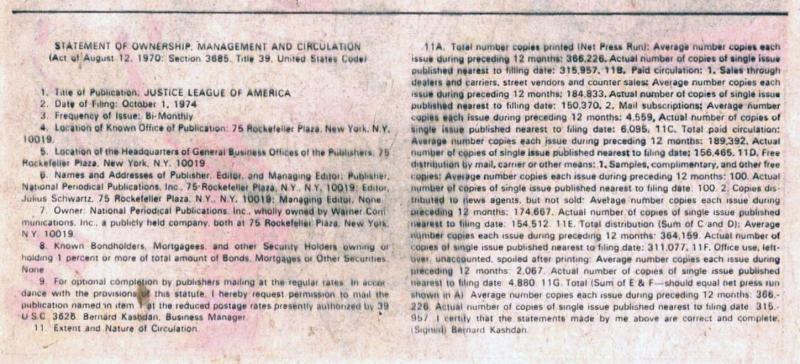 STATEMENT OF OWNERSHIP, MANAGEMENT AND CIRCULATION
(Act of August 12, 1970: Section 3685, Title 39, United States Code)
1. Title of Publication: JUSTICE LEAGUE OF AMERICA
2. Date of Filing: October 1, 1974
3. Frequency of Issue: Bi-Monthly
4. Location of Known Office of Publication: 75 Rockefeller Plaza, New York, N.Y.
10019.
5. Location of the Headquarters of General Business Offices of the Publishers: 75
Rockefeller Plaza, New York, N.Y. 10019
6. Names and Addresses of Publisher, Editor, and Managing Editor: Publisher,
National Periodical Publications, Inc., 75 Rockefeller Plaza, N.Y., N.Y. 10019; Editor,
Julius Schwartz, 75 Rockefeller Plaza, N.Y. N.Y. 10019; Managing Editor, None.
7. Owner: National Periodical Publications, Inc., wholly owned by Warner Com-
munications, Inc., a publicly held company, both at 75 Rockefeller Plaza, New York,
N.Y. 10019.
8. Known Bondholders, Mortgagees, and other Security Holders owning or
holding 1 percent or more of total amount of Bonds, Mortgages or Other Securities:
None
9. For optional completion by publishers mailing at the regular rates. In accor-
dance with the provisions this statute, I hereby request permission to mail the
publication named in item 1 at the reduced postage rates presently authorized by 39
U.S.C. 3626. Bernard Kashdan, Business Manager.
11. Extent and Nature of Circulation.
11A. Total number copies printed (Net Press Run): Average number copies each
issue during preceding 12 months: 366,226. Actual number of copies of single issue
published nearest to filling date: 315,957. 11B. Paid circulation: 1. Sales through
dealers and carriers, street vendors and counter sales: Average number copies each
issue during preceding 12 months: 184,833. Actual number of copies of single issue
published nearest to filing date: 150,370. 2. Mail subscriptions: Average number
copies each issue during preceding 12 months: 4,559. Actual number of copies of
single issue published nearest to filing date: 6,095. 11C. Total paid circulation:
Average number copies each issue during preceding 12 months: 189,392. Actual
number of copies of single issue published nearest to filing date: 156,465. 11D. Free
distribution by mail, carrier or other means: 1. Samples, complimentary, and other free
copies: Average number copies each issue during preceding 12 months: 100. Actual
number of copies of single issue published nearest to filing date: 100. 2. Copies dis-
tributed to news agents, but not sold: Average number copies each issue during
preceding 12 months: 174,667. Actual number of copies of single issue published
nearest to filing date: 154,512. 11E. Total distribution (Sum of C and D): Average
number copies each issue during preceding 12 months: 364,159. Actual number of
copies of single issue published nearest to filing date: 311,077. 11F. Office use, left-
over, unaccounted, spoiled after printing: Average number copies each issue during
preceding 12 months: 2,067. Actual number of copies of single issue published
nearest to filing date: 4,880. 11G. Total (Sum of E & F—should equal net press run
shown in A): Average number copies each issue during preceding 12 months: 366,-
226. Actual number of copies of single issue published nearest to filing date: 315,-
957. I certify that the statements made by me above are correct and complete.
(Signed) Bernard Kashdan.